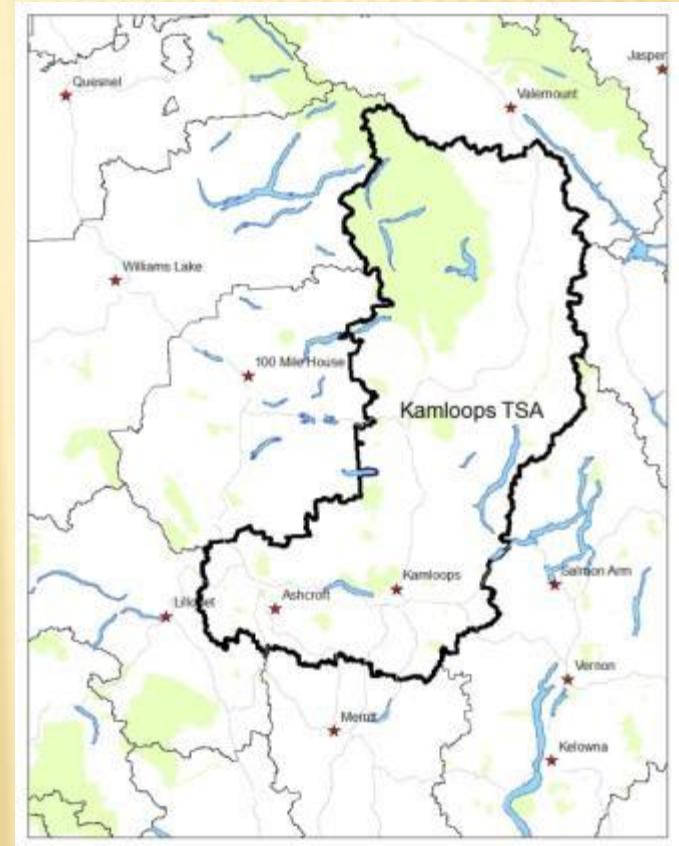 Jasper
Quesnel
Valemount
Williams Lake
100 Mile House
Kamloops TSA
Kamloops
Salmon Arm
Ashcroft
Lillooet
Vernon
Merritt
Kelowna